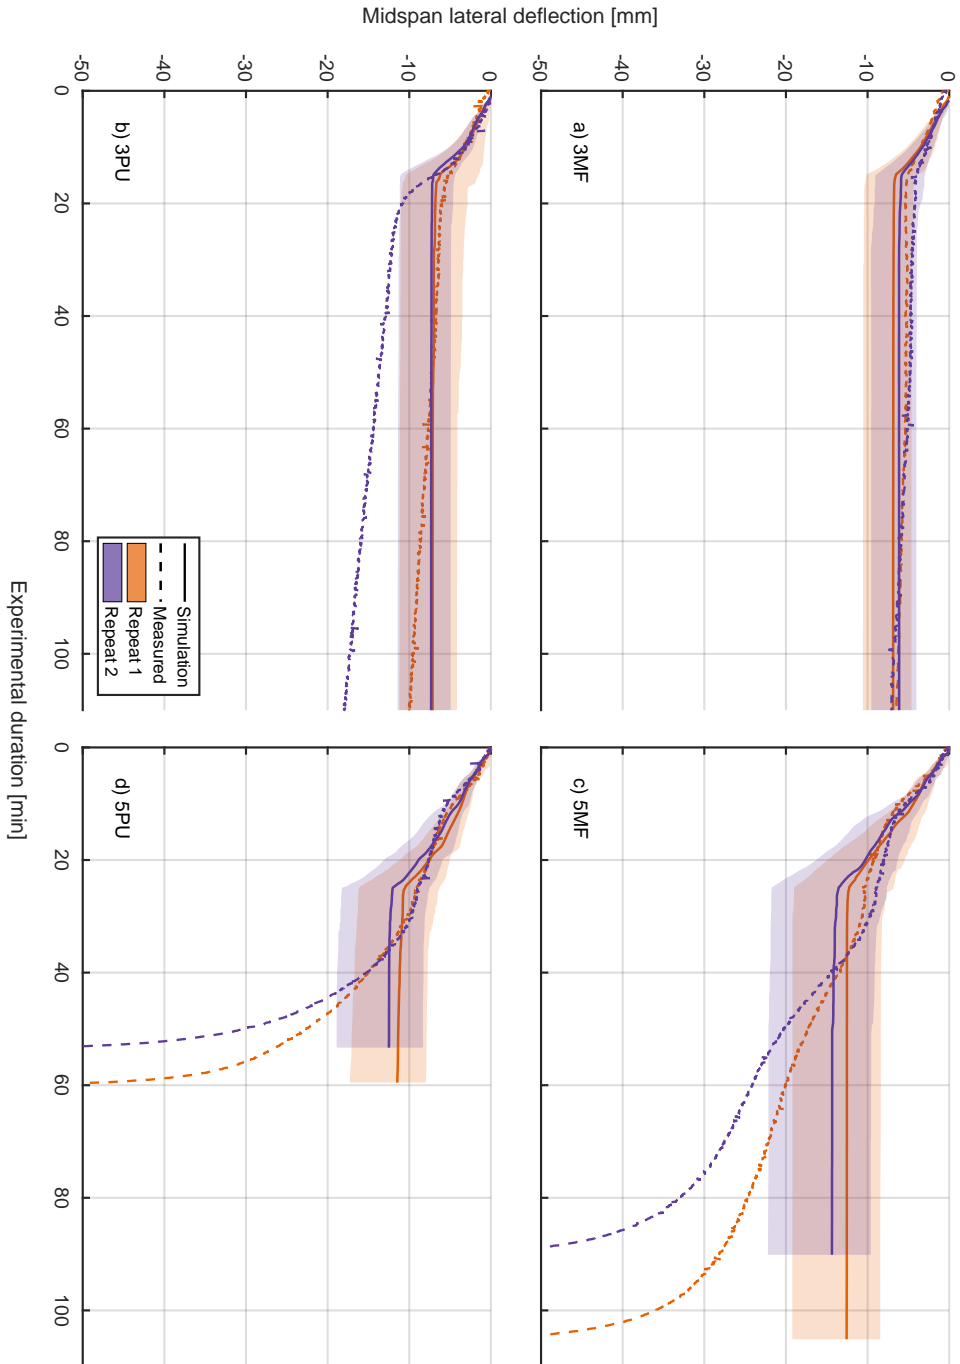 Midspan lateral deflection [mm]
0
-10
-20
-30
-40
-50
a) 3MF
c) 5MF
0
-10
-20
-30
-40
-50
0
20
40
60
80
100
b) 3PU
Simulation
Measured
Repeat 1
Repeat 2
0
20
40
60
80
100
d) 5PU
Experimental duration [min]